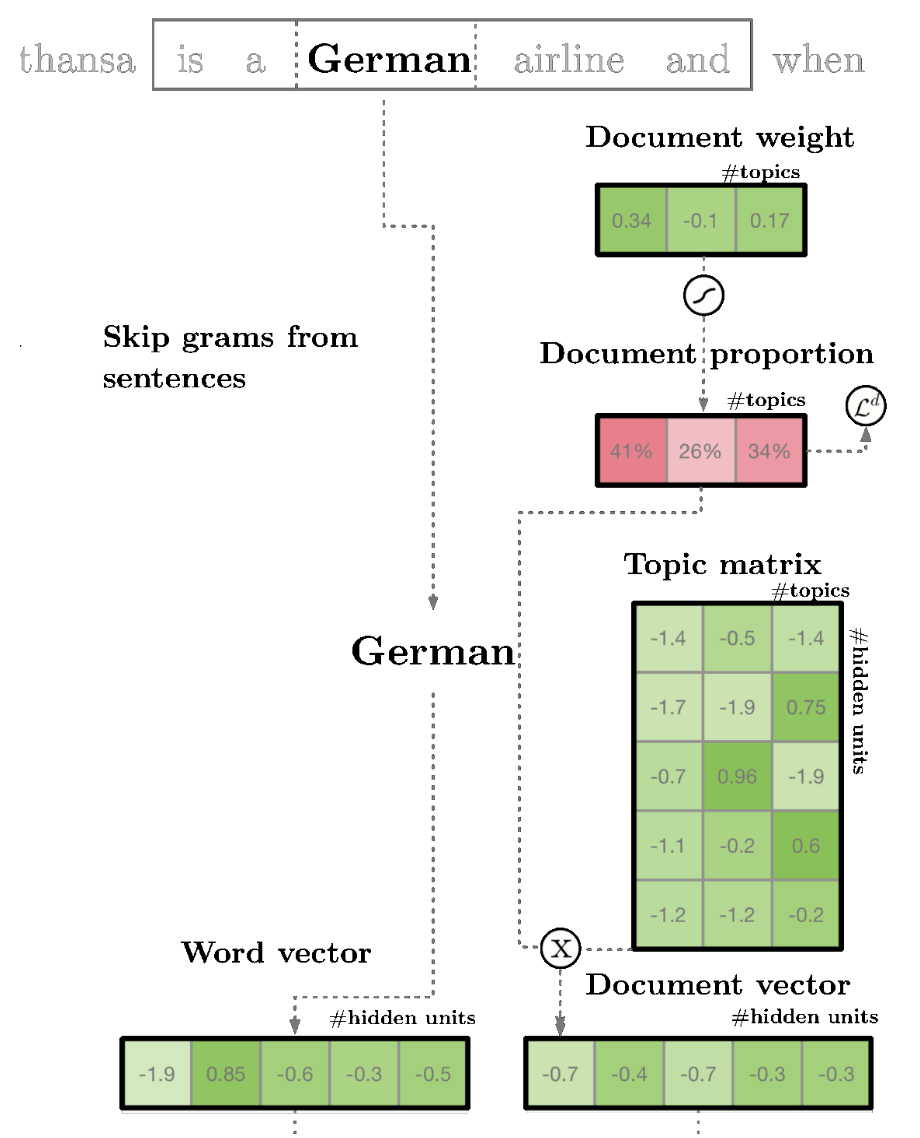 thansa is a German airline and when
Document weight
#topics
0.34 -0.1 0.17
Skip grams from
sentences
Document proportion
#topics
ℒd
41% 26% 34%
Topic matrix
#topics
#hidden units
-1.4 -0.5 -1.4
German
-1.7 -1.9 0.75
-0.7 0.96 -1.9
-1.1 -0.2 0.6
-1.2 -1.2 -0.2
X
Word vector
Document vector
#hidden units
#hidden units
-1.9 0.85 -0.6 -0.3 -0.5
-0.7 -0.4 -0.7 -0.3 -0.3